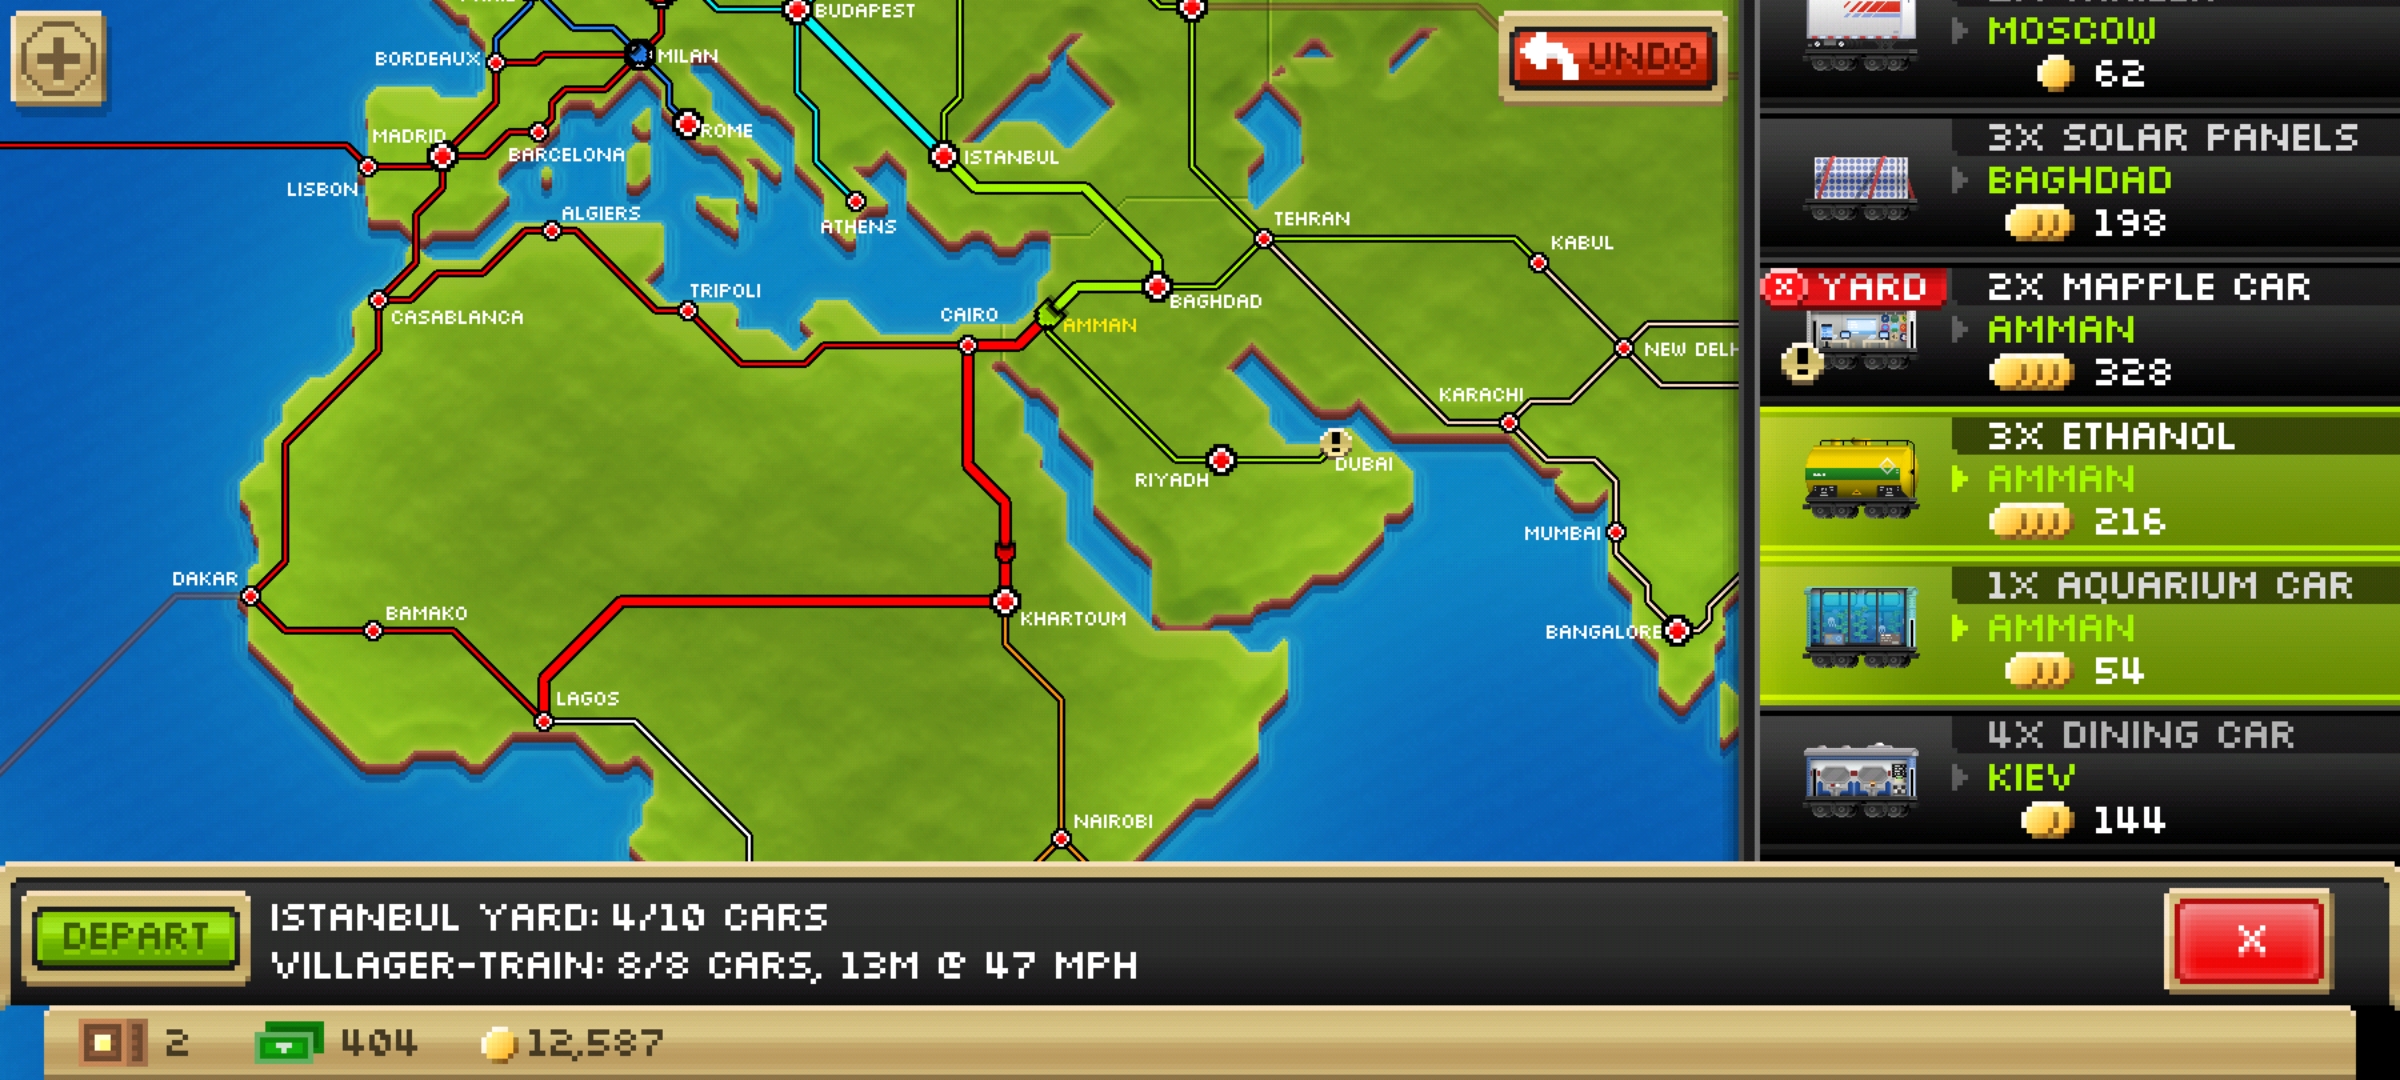 BUDAPEST
BORDEAUX
MILAN
UNDO
MOSCOW
62
MADRID
ROME
BARCELONA
ISTANBUL
LISBON
3X SOLAR PANELS
BAGHDAD
198
ALGIERS
ATHENS
TEHRAN
KABUL
TRIPOLI
CASABLANCA
CAIRO
AMMAN
BAGHDAD
NEW DELH
YARD
2X MAPPLE CAR
AMMAN
328
KARACHI
RIYADH
DUBAI
3X ETHANOL
AMMAN
216
MUMBAI
DAKAR
BAMAKO
KHARTOUM
BANGALORE
1X AQUARIUM CAR
AMMAN
54
LAGOS
4X DINING CAR
KIEV
144
NAIROBI
DEPART
ISTANBUL YARD: 4/10 CARS
VILLAGER-TRAIN: 8/8 CARS, 13M @ 47 MPH
X
2
404
12,587